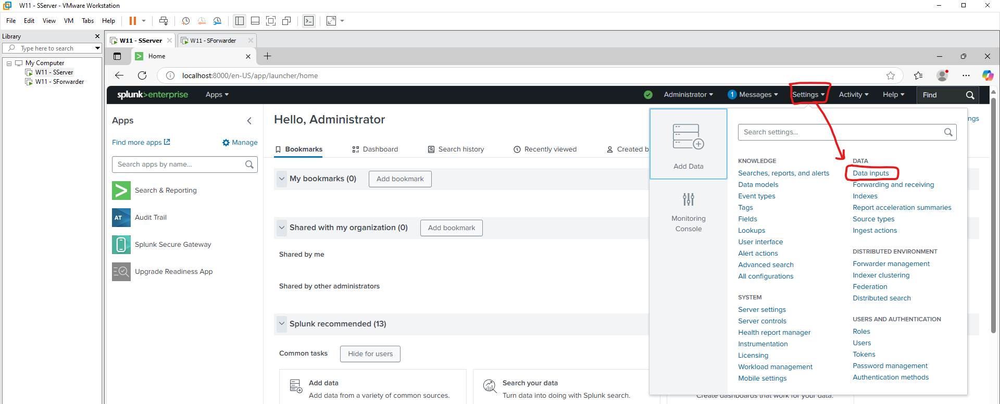 W11 - SServer - VMware Workstation
File Edit View VM Tabs Help
Library
Type here to search
My Computer
W11 - SServer
W11 - SForwarder
W11 - SServer
W11 - SForwarder
Home
localhost:8000/en-US/app/launcher/home
splunk>enterprise Apps Administrator 1 Messages Settings Activity Help Find
Apps
Find more apps Manage
Search apps by name...
Search & Reporting
AT Audit Trail
Splunk Secure Gateway
Upgrade Readiness App
Hello, Administrator
Bookmarks Dashboard Search history Recently viewed Created b
My bookmarks (0) Add bookmark
Shared with my organization (0) Add bookmark
Shared by me
Shared by other administrators
Splunk recommended (13)
Common tasks Hide for users
Add data
Add data from a variety of common sources.
Search your data
Turn data into doing with Splunk search.
Create dashboards that work for your data.
ngs
Add Data
Monitoring
Console
Search settings...
KNOWLEDGE
Searches, reports, and alerts
Data models
Event types
Tags
Fields
Lookups
User interface
Alert actions
Advanced search
All configurations
SYSTEM
Server settings
Server controls
Health report manager
Instrumentation
Licensing
Workload management
Mobile settings
DATA
Data inputs
Forwarding and receiving
Indexes
Report acceleration summaries
Source types
Ingest actions
DISTRIBUTED ENVIRONMENT
Forwarder management
Indexer clustering
Federation
Distributed search
USERS AND AUTHENTICATION
Roles
Users
Tokens
Password management
Authentication methods